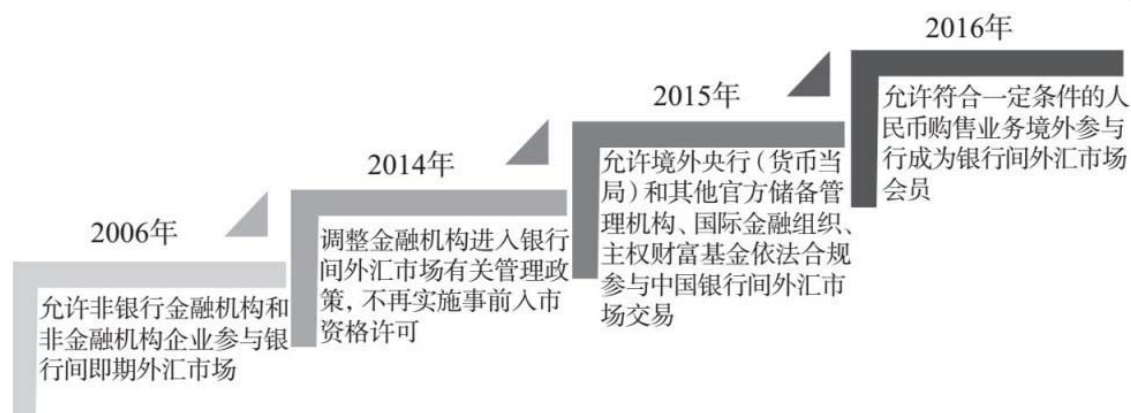 2006年
允许非银行金融机构和
非金融机构企业参与银
行间即期外汇市场
2014年
调整金融机构进入银行
间外汇市场有关管理政
策，不再实施事前入市
资格许可
2015年
允许境外央行（货币当
局）和其他官方储备管
理机构、国际金融组织、
主权财富基金依法合规
参与中国银行间外汇市
场交易
2016年
允许符合一定条件的人
民币购售业务境外参与
行成为银行间外汇市场
会员